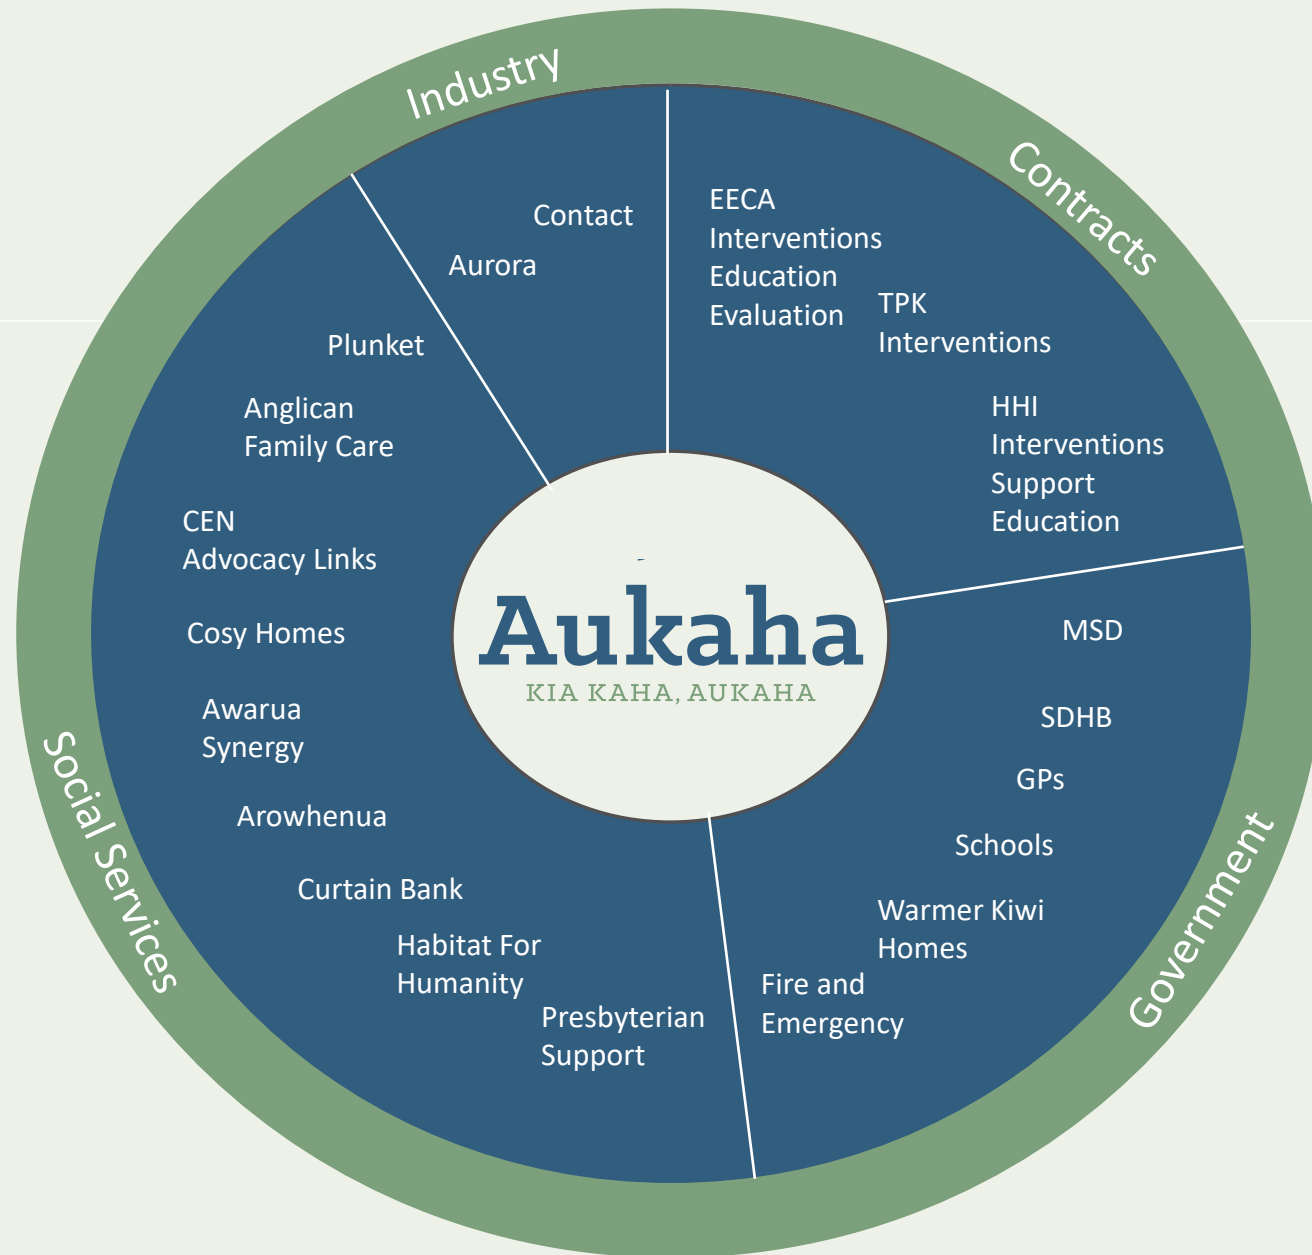 Industry
Contact
Aurora
Contracts
EECA
Interventions
Education
Evaluation
TPK
Interventions
HHI
Interventions
Support
Education
Government
MSD
SDHB
GPs
Schools
Warmer Kiwi
Homes
Fire and
Emergency
Social Services
Plunket
Anglican
Family Care
CEN
Advocacy Links
Cosy Homes
Awarua
Synergy
Arowhenua
Curtain Bank
Habitat For
Humanity
Presbyterian
Support
Aukaha
KIA KAHA, AUKAHA